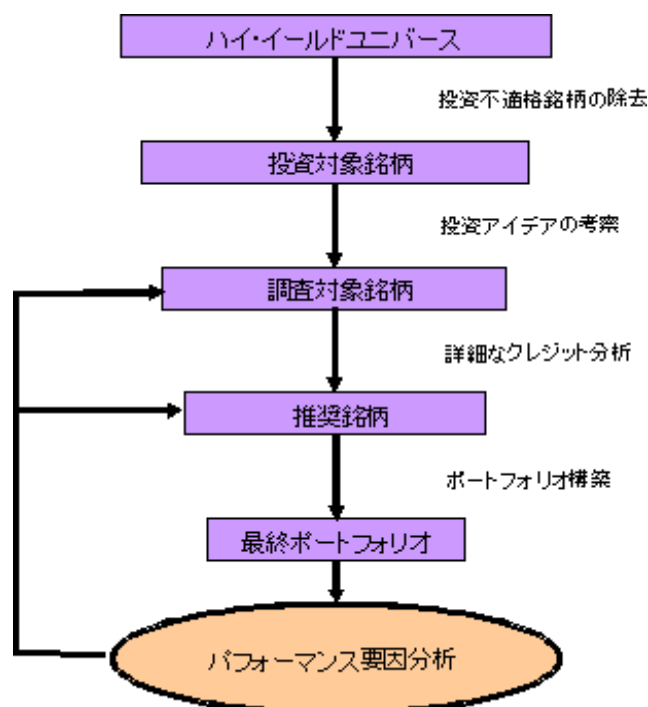 ハイ・イールドユニバース
投資不適格銘柄の除去
投資対象銘柄
投資アイデアの考察
調査対象銘柄
詳細なクレジット分析
推奨銘柄
ポートフォリオ構築
最終ポートフォリオ
パフォーマンス要因分析